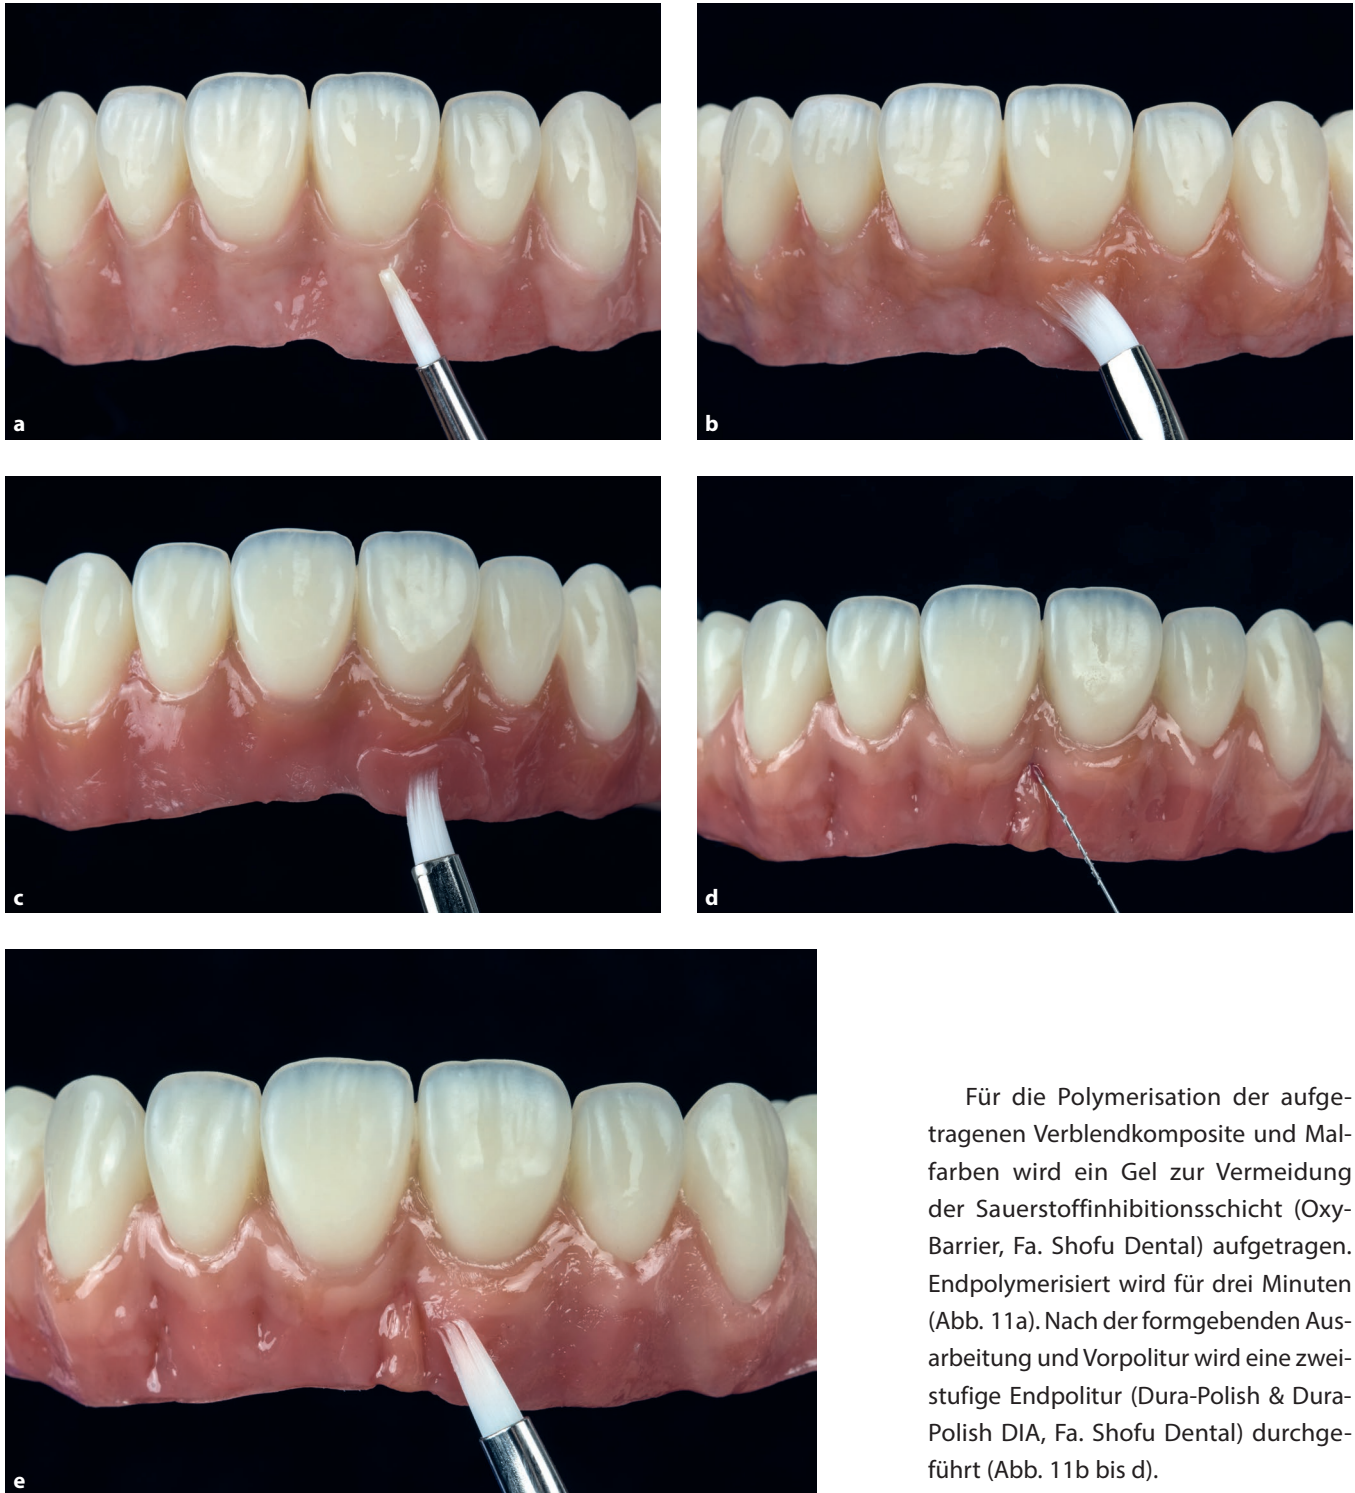 a
b
c
d
e
Für die Polymerisation der aufge-
tragenen Verblendkomposite und Mal-
farben wird ein Gel zur Vermeidung
der Sauerstoffinhibitionsschicht (Oxy-
Barrier, Fa. Shofu Dental) aufgetragen.
Endpolymerisiert wird für drei Minuten
(Abb. 11a). Nach der formgebenden Aus-
arbeitung und Vorpolitur wird eine zwei-
stufige Endpolitur (Dura-Polish & Dura-
Polish DIA, Fa. Shofu Dental) durchge-
führt (Abb. 11b bis d).